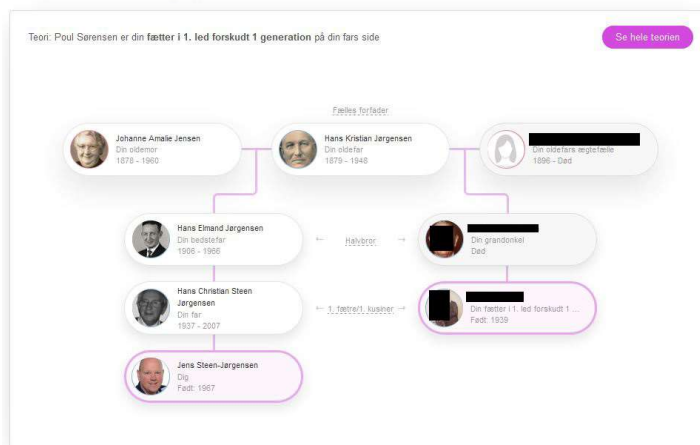 Teori: Poul Sørensen er din fætter i 1. led forskudt 1 generation på din fars side
Se hele teorien
Fælles forfader
Johanne Amalie Jensen
Din oldemor
1878 - 1960
Hans Kristian Jørgensen
Din oldefar
1879 - 1948
Din oldefars ægtefælle
1896 - Død
Hans Elmand Jørgensen
Din bedstefar
1906 - 1966
← Halvbror →
Din grandonkel
Død
Hans Christian Steen
Jørgensen
Din far
1937 - 2007
← 1. fætre/1. kusiner →
Din fætter i 1. led forskudt 1 ...
Født: 1939
Jens Steen-Jørgensen
Dig
Født: 1967